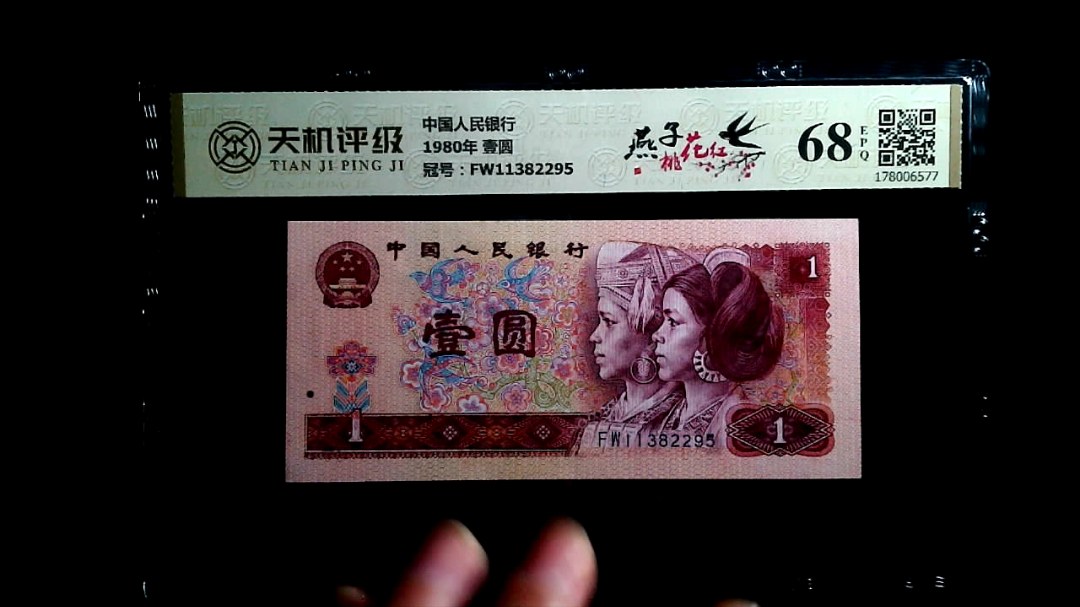 天机评级
TIAN JI PING JI
中国人民银行
1980年 壹圆
冠号：FW11382295
燕子
桃花红
68
EPQ
178006577
中国人民银行
1
壹圆
1
FW11382295
1